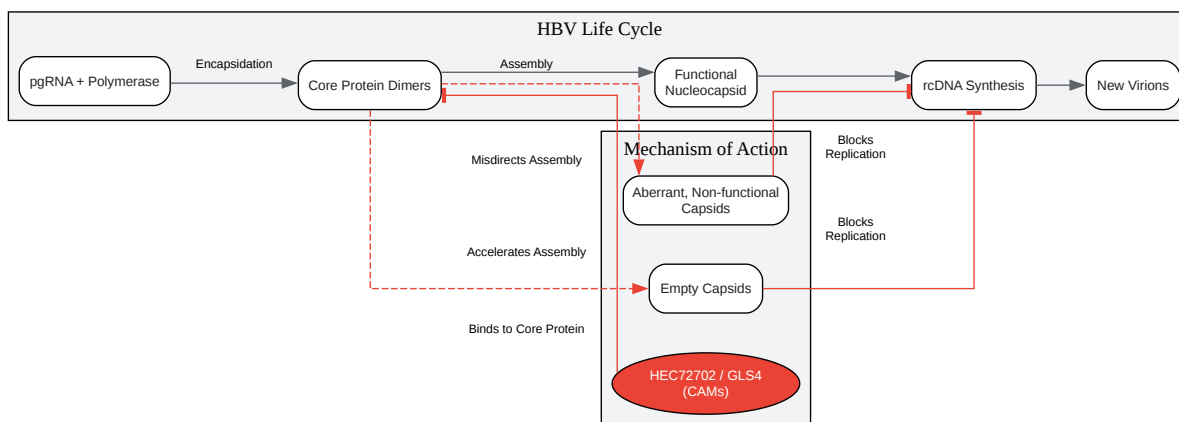 HBV Life Cycle
pgRNA + Polymerase
Encapsidation
Core Protein Dimers
Assembly
Functional
Nucleocapsid
rcDNA Synthesis
New Virions
Mechanism of Action
Misdirects Assembly
Aberrant, Non-functional
Capsids
Blocks
Replication
Accelerates Assembly
Empty Capsids
Blocks
Replication
Binds to Core Protein
HEC72702 / GLS4
(CAMs)